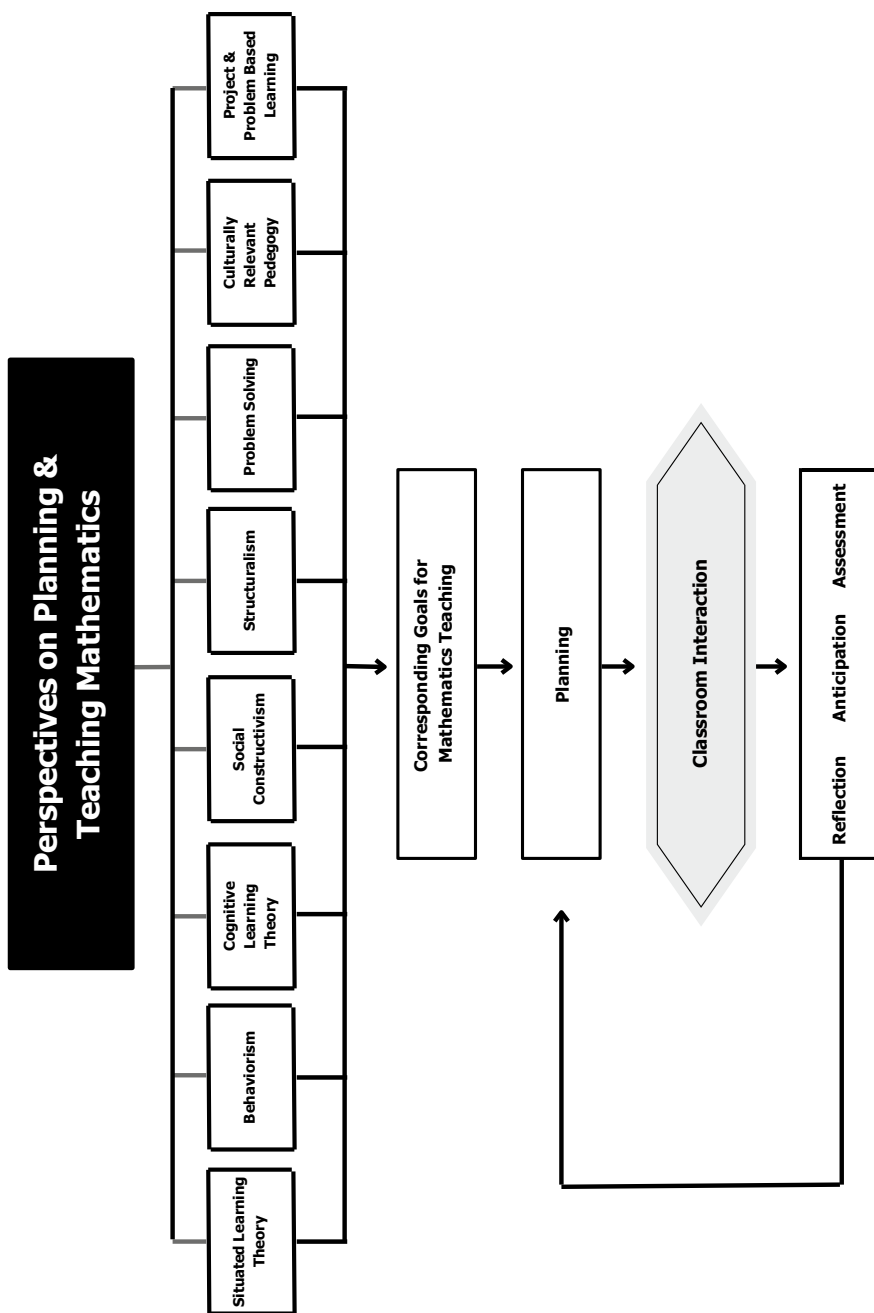 Perspectives on Planning &
Teaching Mathematics
Situated Learning
Theory
Behaviorism
Cognitive
Learning
Theory
Social
Constructivism
Structuralism
Problem Solving
Culturally
Relevant
Pedegogy
Project &
Problem Based
Learning
Corresponding Goals for
Mathematics Teaching
Planning
Classroom Interaction
Reflection Anticipation Assessment